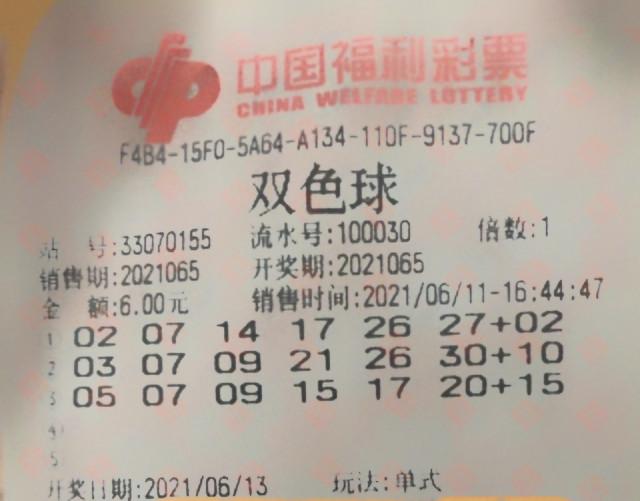 中国福利彩票
CHINA WELFARE LOTTERY
F4B4-15F0-5A64-A134-110F-9137-700F
双色球
站 号:33070155 流水号:100030 倍数:1
销售期:2021065 开奖期:2021065
金 额:6.00元 销售时间:2021/06/11-16:44:47
1 02 07 14 17 26 27+02
2 03 07 09 21 26 30+10
3 05 07 09 15 17 20+15
4)
5
开奖日期:2021/06/13 玩法:单式